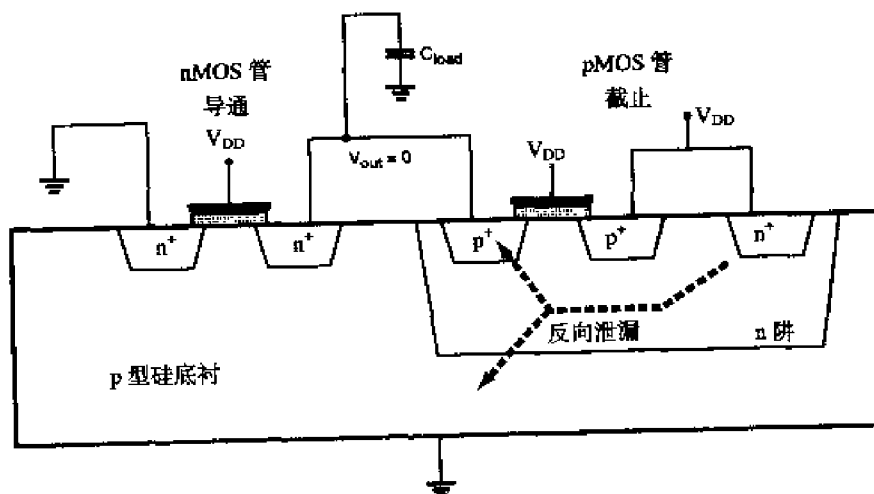 C_load
nMOS 管
导通
pMOS 管
截止
V_DD
V_DD
V_out = 0
V_DD
n⁺
n⁺
p⁺
p⁺
n⁺
反向泄漏
n 阱
p 型硅底衬